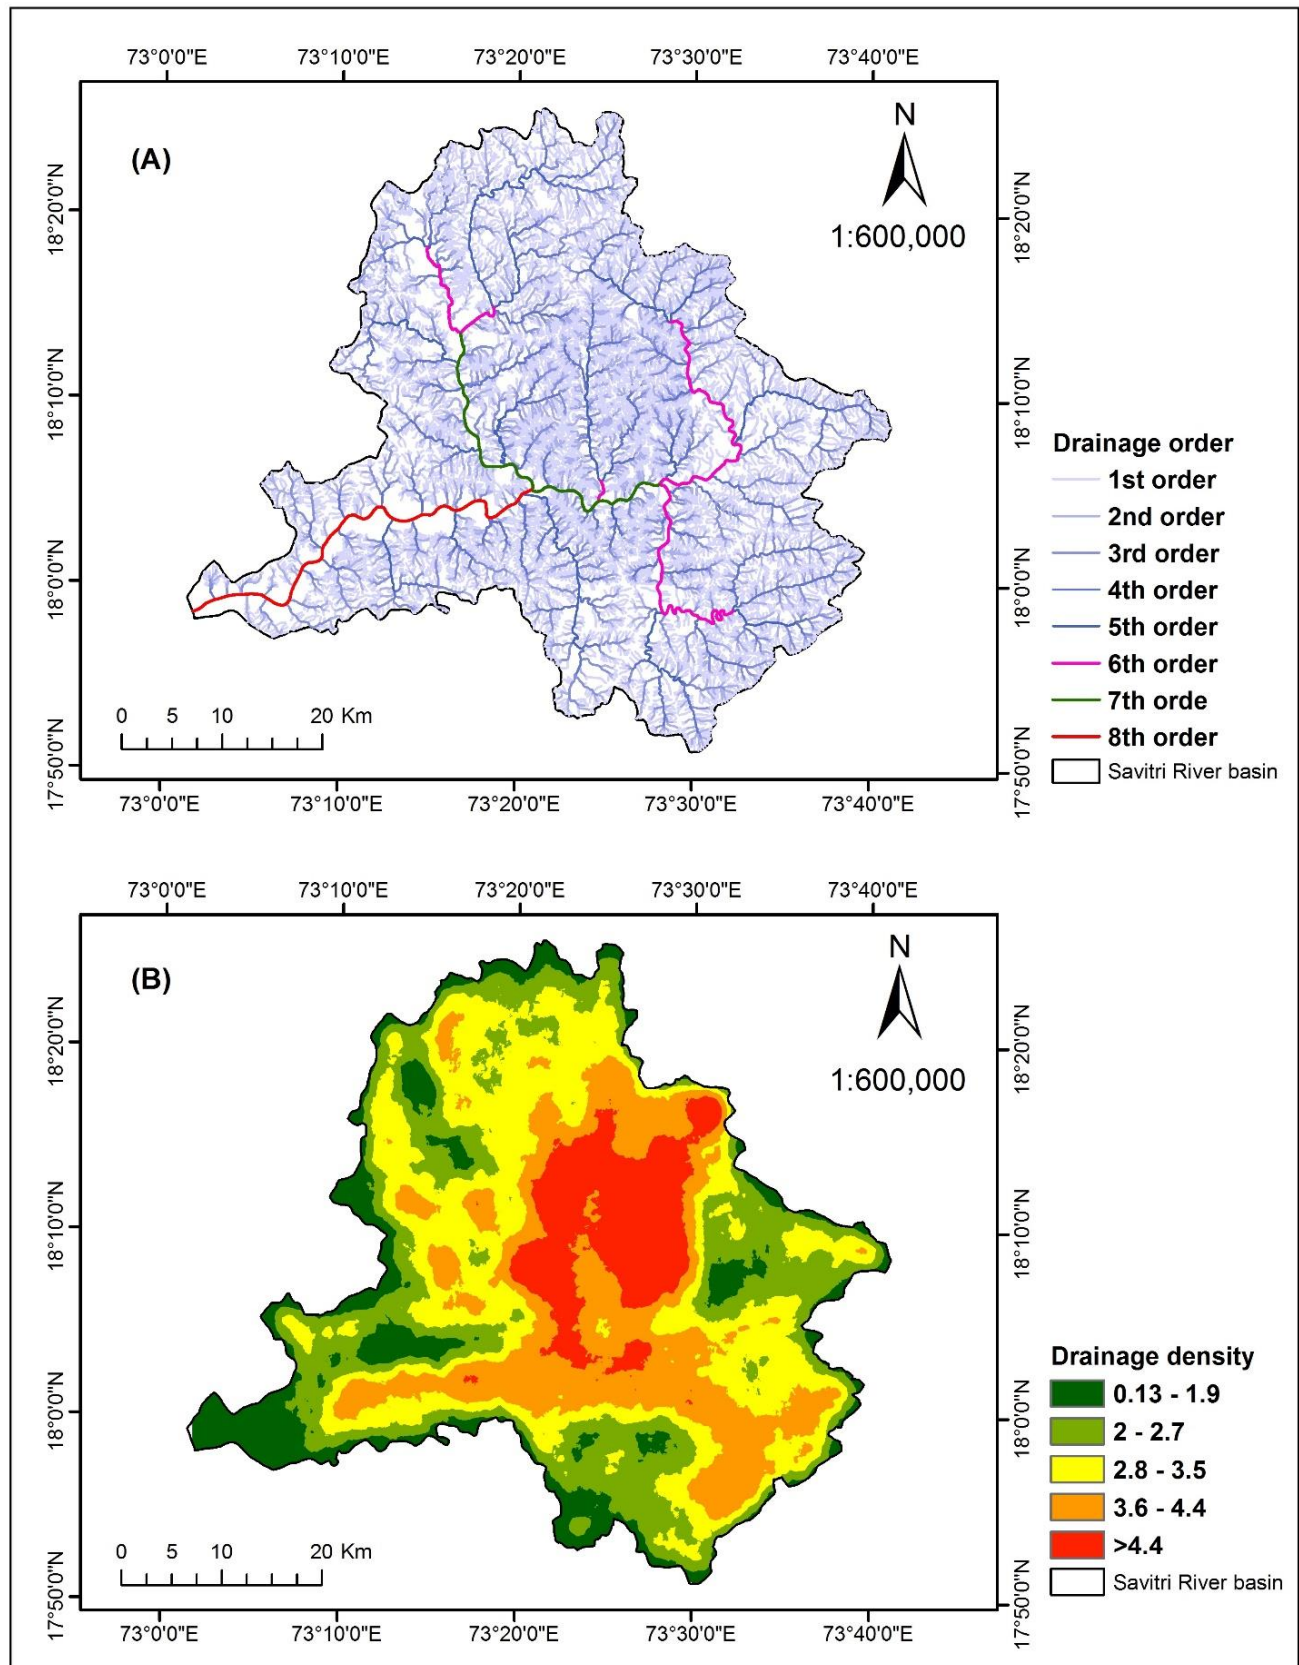 73°0'0"E 73°10'0"E 73°20'0"E 73°30'0"E 73°40'0"E
(A)
N
1:600,000
18°20'0"N
18°10'0"N
18°0'0"N
17°50'0"N
18°20'0"N
18°10'0"N
18°0'0"N
17°50'0"N
Drainage order
1st order
2nd order
3rd order
4th order
5th order
6th order
7th orde
8th order
Savitri River basin
0 5 10 20 Km
73°0'0"E 73°10'0"E 73°20'0"E 73°30'0"E 73°40'0"E
73°0'0"E 73°10'0"E 73°20'0"E 73°30'0"E 73°40'0"E
(B)
N
1:600,000
18°20'0"N
18°10'0"N
18°0'0"N
17°50'0"N
18°20'0"N
18°10'0"N
18°0'0"N
17°50'0"N
Drainage density
0.13 - 1.9
2 - 2.7
2.8 - 3.5
3.6 - 4.4
>4.4
Savitri River basin
0 5 10 20 Km
73°0'0"E 73°10'0"E 73°20'0"E 73°30'0"E 73°40'0"E